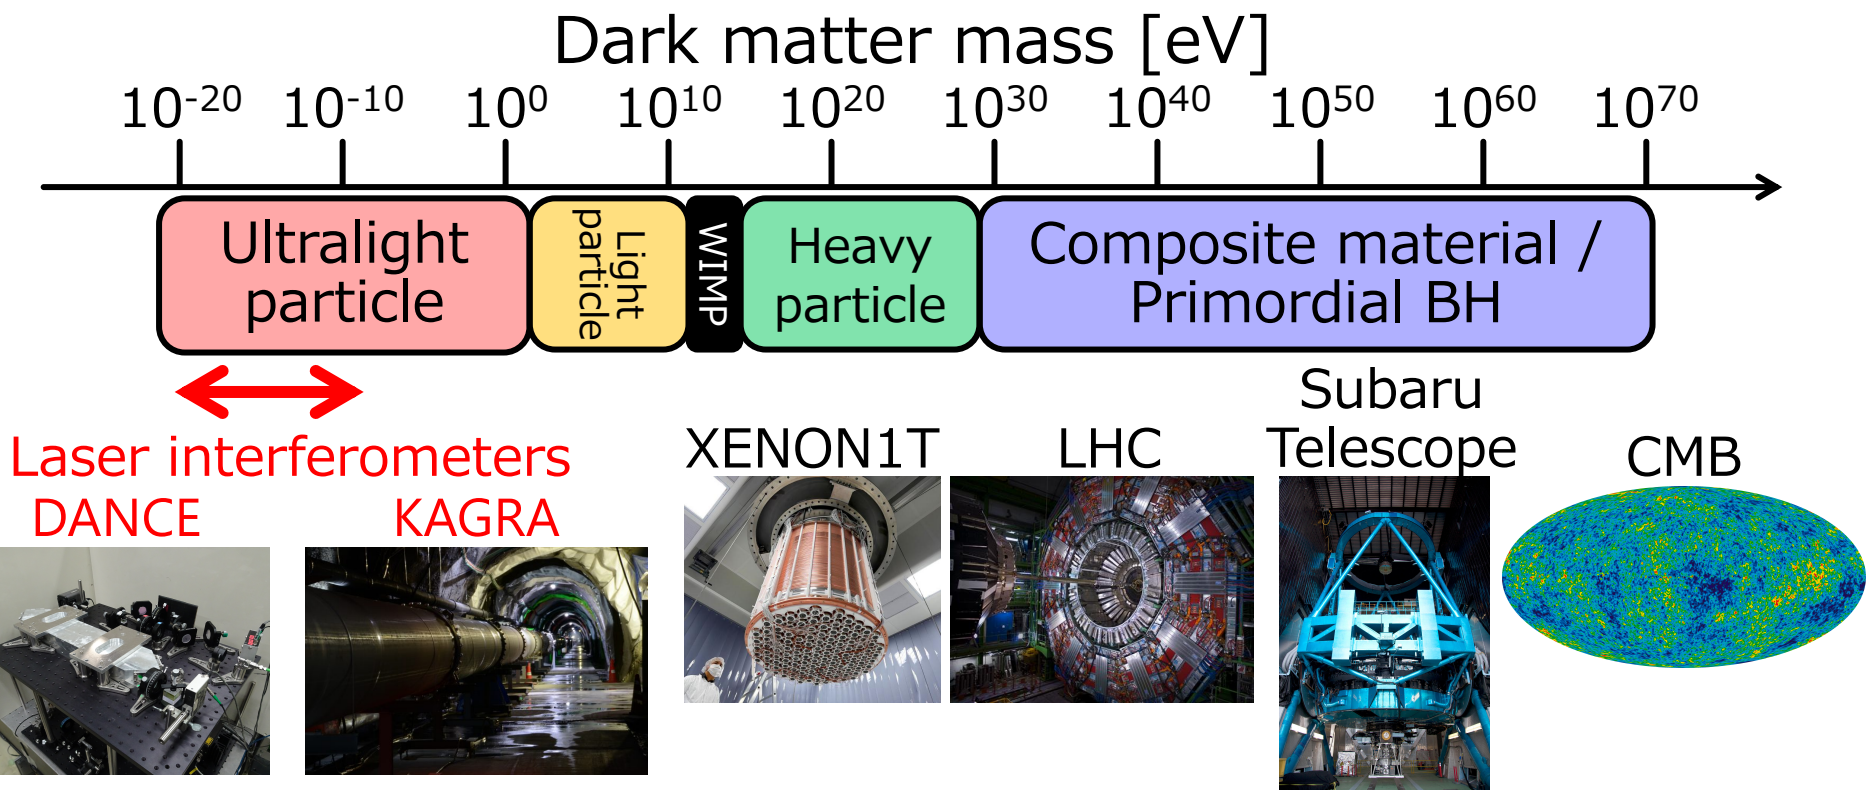 Dark matter mass [eV]
10⁻²⁰ 10⁻¹⁰ 10⁰ 10¹⁰ 10²⁰ 10³⁰ 10⁴⁰ 10⁵⁰ 10⁶⁰ 10⁷⁰
Ultralight
particle
Light
particle
WIMP
Heavy
particle
Composite material /
Primordial BH
Laser interferometers
DANCE
KAGRA
XENON1T
LHC
Subaru
Telescope
CMB